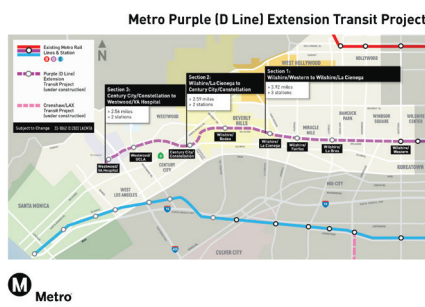 Metro Purple (D Line) Extension Transit Project
Existing Metro Rail
Lines & Station
Purple (D Line)
Extension
Transit Project
(under construction)
Crenshaw/LAX
Transit Project
(under construction)
Subject to Change
N
Section 3:
Century City/Constellation to
Westwood/VA Hospital
> 2.56 miles
> 2 stations
Section 2:
Wilshire/La Cienega to
Century City/Constellation
> 2.59 miles
> 2 stations
Section 1:
Wilshire/Western to Wilshire/La Cienega
> 3.92 miles
> 3 stations
WEST HOLLYWOOD
HOLLYWOOD
WESTWOOD
BEVERLY
HILLS
MIRACLE
MILE
HANCOCK
PARK
WINDSOR
SQUARE
WILSHIRE
CENTER
Westwood/
VA Hospital
Westwood/
UCLA
Century City/
Constellation
Wilshire/
Rodeo
Wilshire/
La Cienega
Wilshire/
Fairfax
Wilshire/
La Brea
Wilshire/
Western
CENTURY
CITY
KOREATOWN
WEST
LOS ANGELES
MID CITY
SANTA MONICA
CULVER CITY
M
Metro